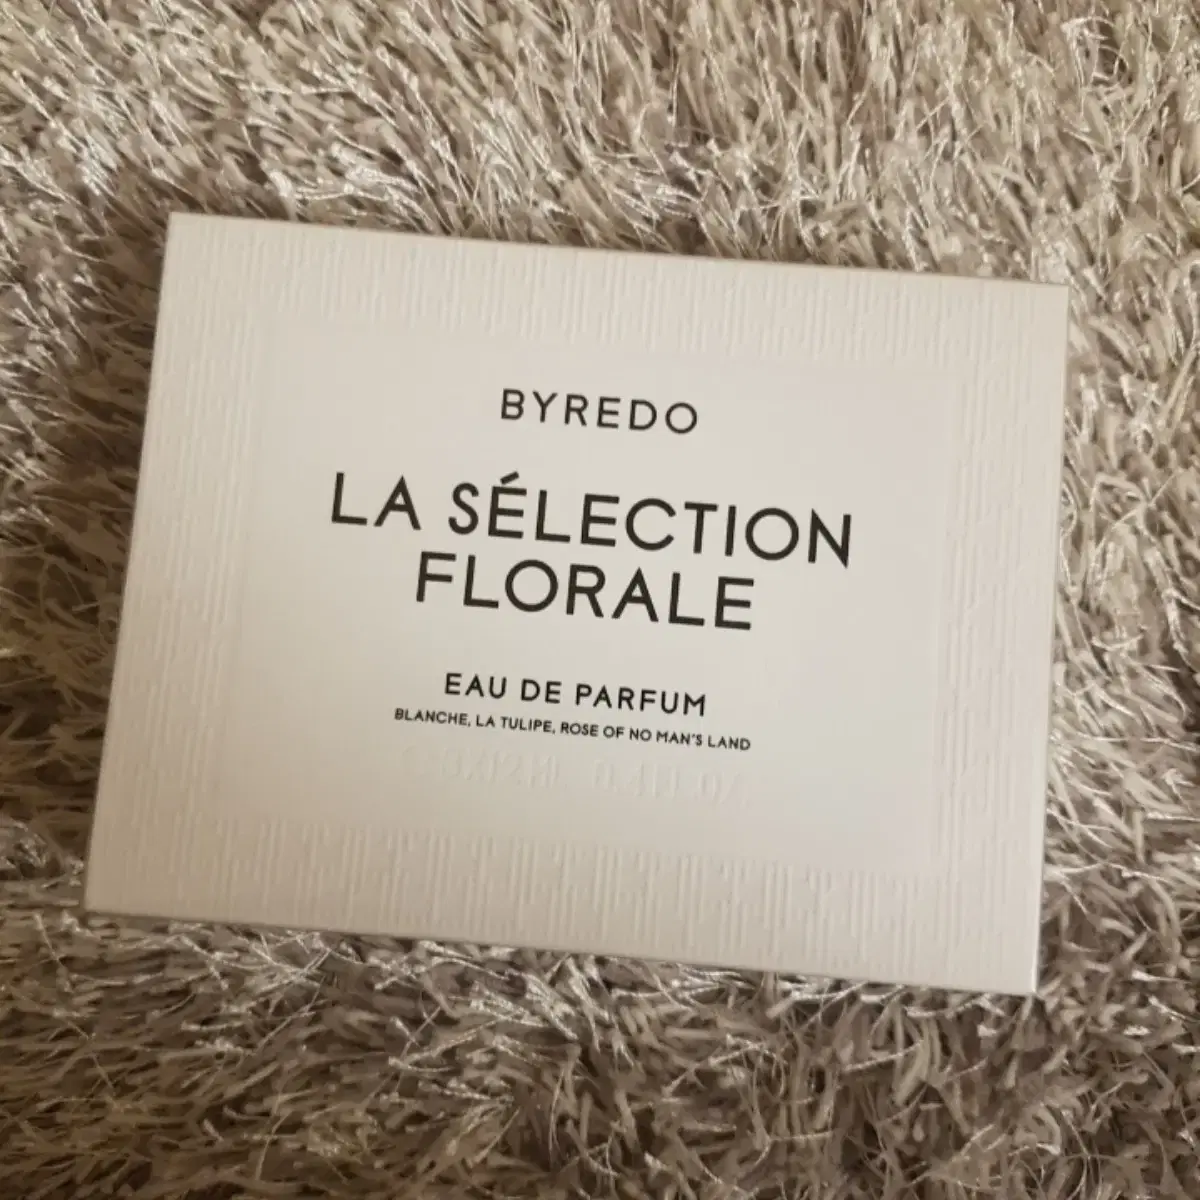 BYREDO
LA SÉLECTION
FLORALE
EAU DE PARFUM
BLANCHE, LA TULIPE, ROSE OF NO MAN'S LAND